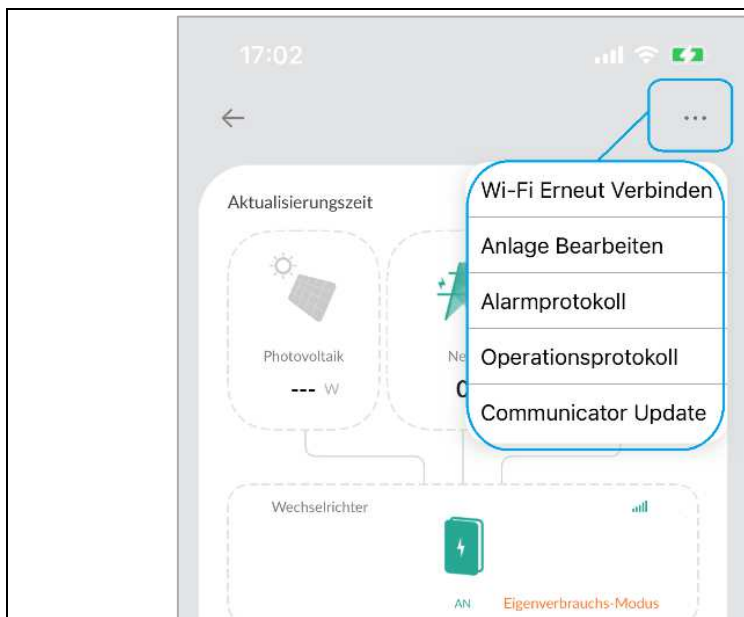 17:02
...
Wi-Fi Erneut Verbinden
Aktualisierungszeit
Anlage Bearbeiten
Alarmprotokoll
Operationsprotokoll
Communicator Update
Photovoltaik
--- W
Wechselrichter
AN
Eigenverbrauchs-Modus